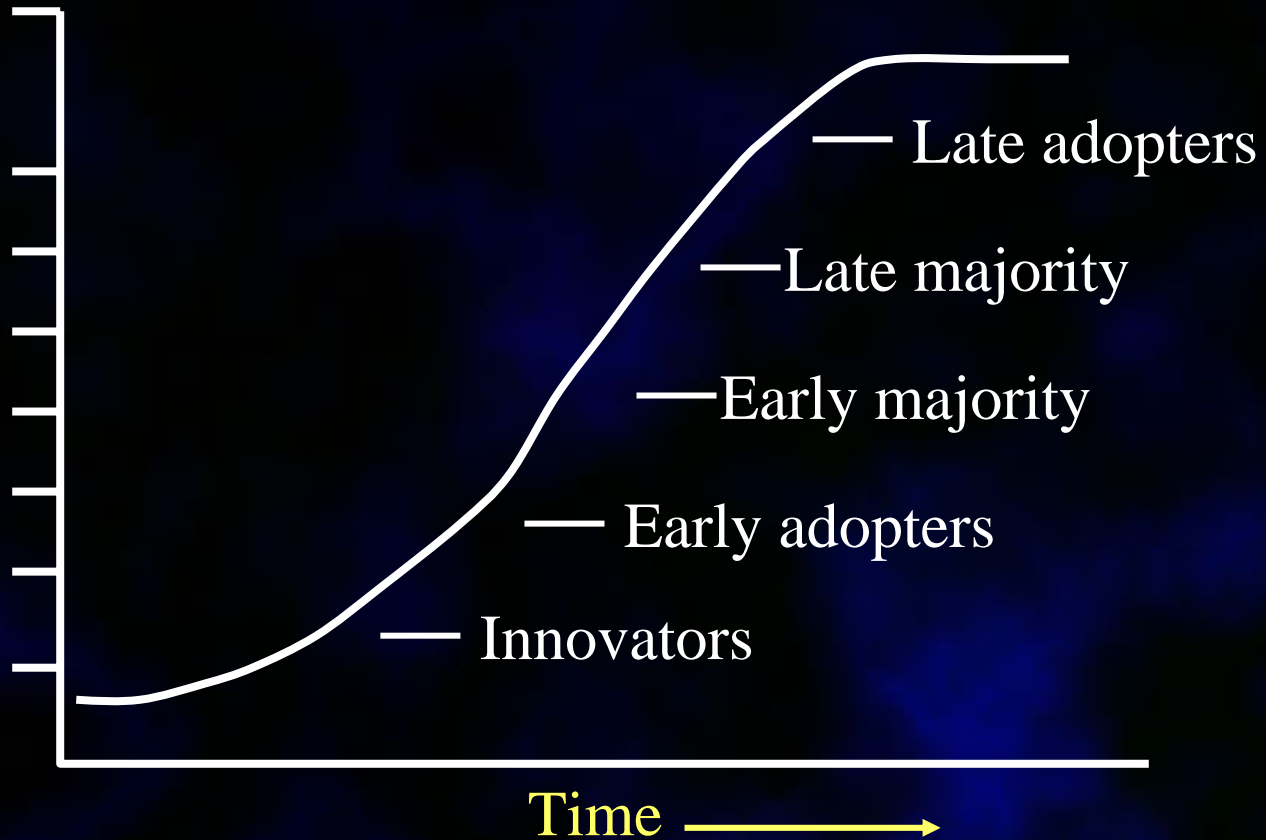 Late adopters
Late majority
Early majority
Early adopters
Innovators
Time